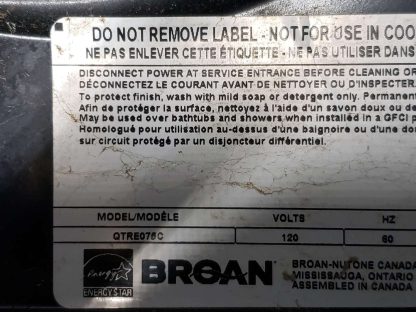 DO NOT REMOVE LABEL - NOT FOR USE IN COO
NE PAS ENLEVER CETTE ÉTIQUETTE - NE PAS UTILISER DANS
DISCONNECT POWER AT SERVICE ENTRANCE BEFORE CLEANING OR
DÉCONNECTEZ LE COURANT AVANT DE NETTOYER OU D'INSPECTER.
To protect finish, wash with mild soap or detergent only. Permanent
Afin de protéger la surface, nettoyez à l'aide d'un savon doux ou de
May be used over bathtubs and showers when installed in a GFCI p
Homologué pour utilisation au-dessus d'une baignoire ou d'une dou
sur circuit protégé par un disjoncteur différentiel.
MODEL/MODÈLE VOLTS HZ
QTRE075C 120 60
energy
ENERGY STAR
BROAN
BROAN-NUTONE CANADA
MISSISSAUGA, ONTARIO
ASSEMBLED IN CANADA